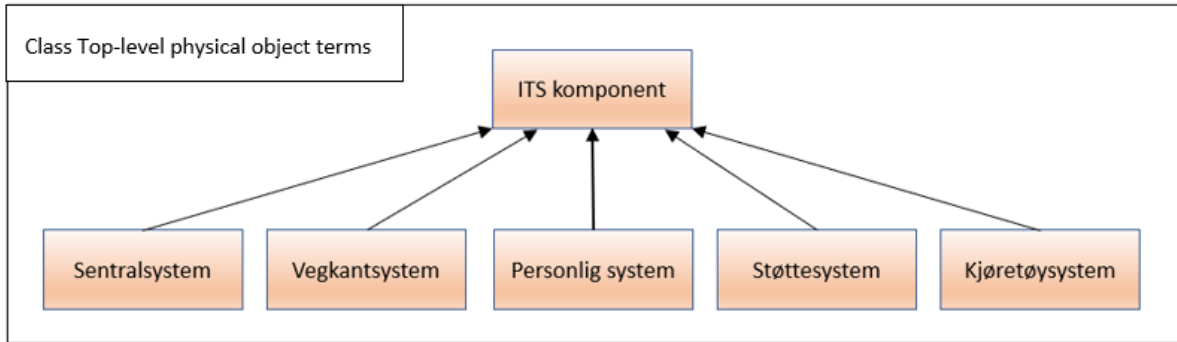 Class Top-level physical object terms
ITS komponent
Sentralsystem
Vegkantsystem
Personlig system
Støttesystem
Kjøretøysystem